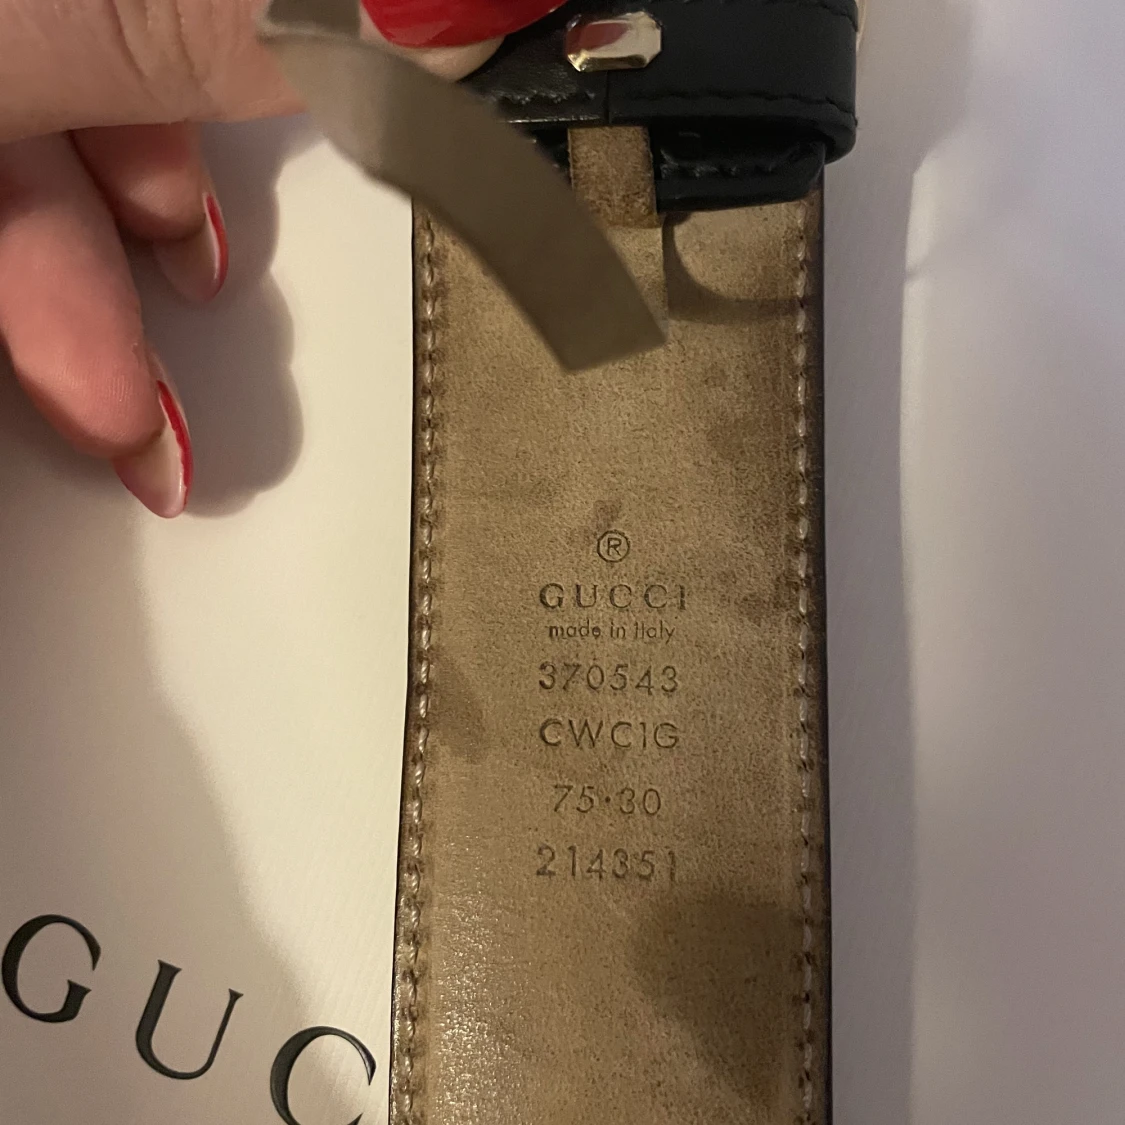 ®
GUCCI
made in italy
370543
CWC1G
75·30
214351
GUC